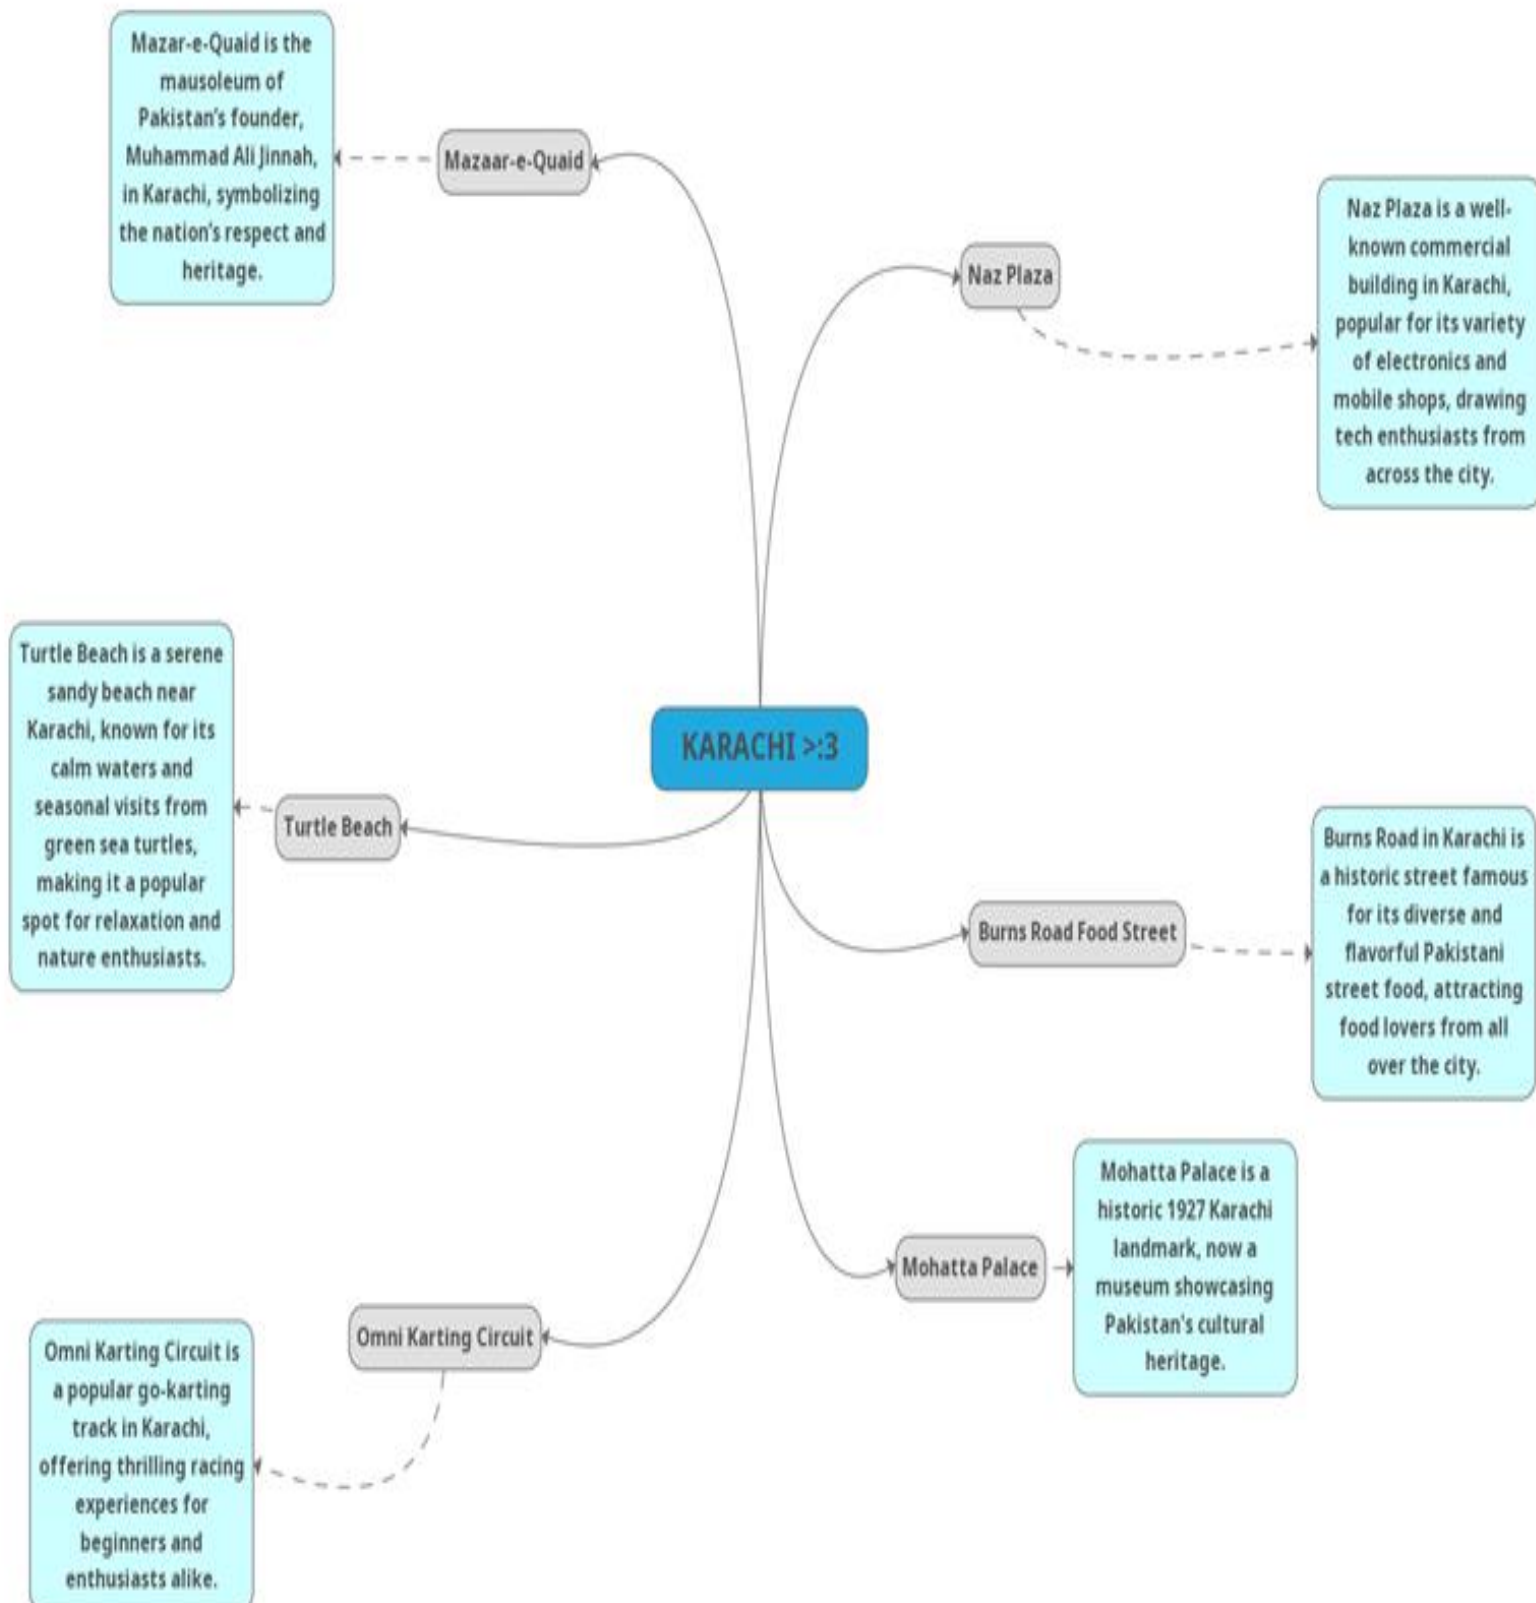 Mazar-e-Quaid is the
mausoleum of
Pakistan's founder,
Muhammad Ali Jinnah,
in Karachi, symbolizing
the nation's respect and
heritage.
Mazaar-e-Quaid
Naz Plaza
Naz Plaza is a well-
known commercial
building in Karachi,
popular for its variety
of electronics and
mobile shops, drawing
tech enthusiasts from
across the city.
KARACHI >:3
Turtle Beach is a serene
sandy beach near
Karachi, known for its
calm waters and
seasonal visits from
green sea turtles,
making it a popular
spot for relaxation and
nature enthusiasts.
Turtle Beach
Burns Road Food Street
Burns Road in Karachi is
a historic street famous
for its diverse and
flavorful Pakistani
street food, attracting
food lovers from all
over the city.
Mohatta Palace
Mohatta Palace is a
historic 1927 Karachi
landmark, now a
museum showcasing
Pakistan's cultural
heritage.
Omni Karting Circuit
Omni Karting Circuit is
a popular go-karting
track in Karachi,
offering thrilling racing
experiences for
beginners and
enthusiasts alike.